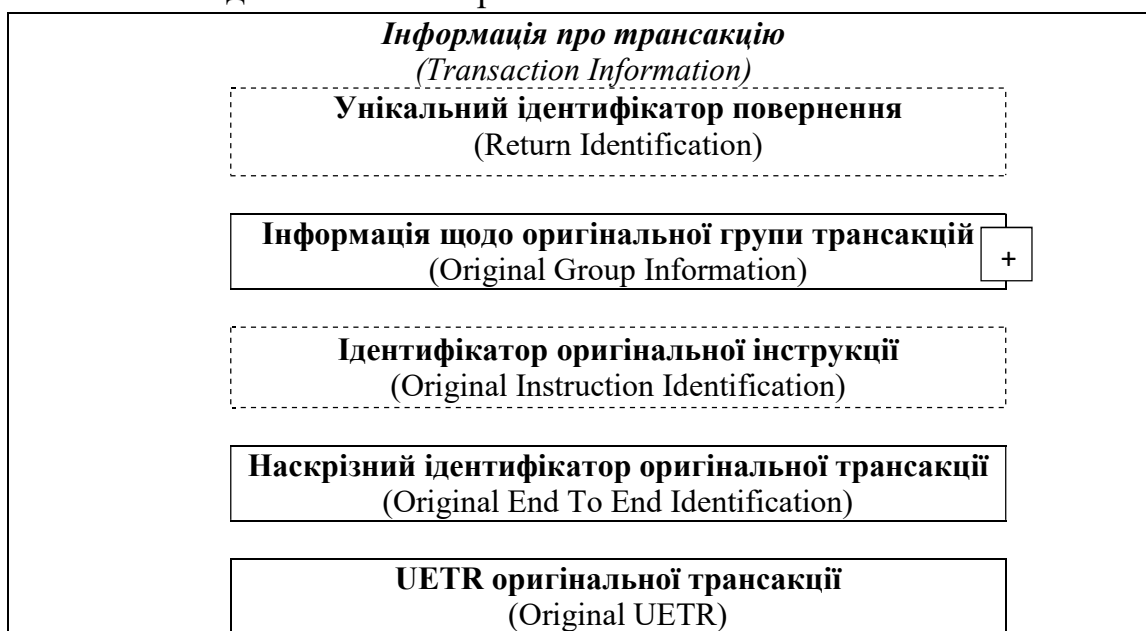 Інформація про трансакцію
(Transaction Information)
Унікальний ідентифікатор повернення
(Return Identification)
Інформація щодо оригінальної групи трансакцій
+
(Original Group Information)
Ідентифікатор оригінальної інструкції
(Original Instruction Identification)
Наскрізний ідентифікатор оригінальної трансакції
(Original End To End Identification)
UETR оригінальної трансакції
(Original UETR)